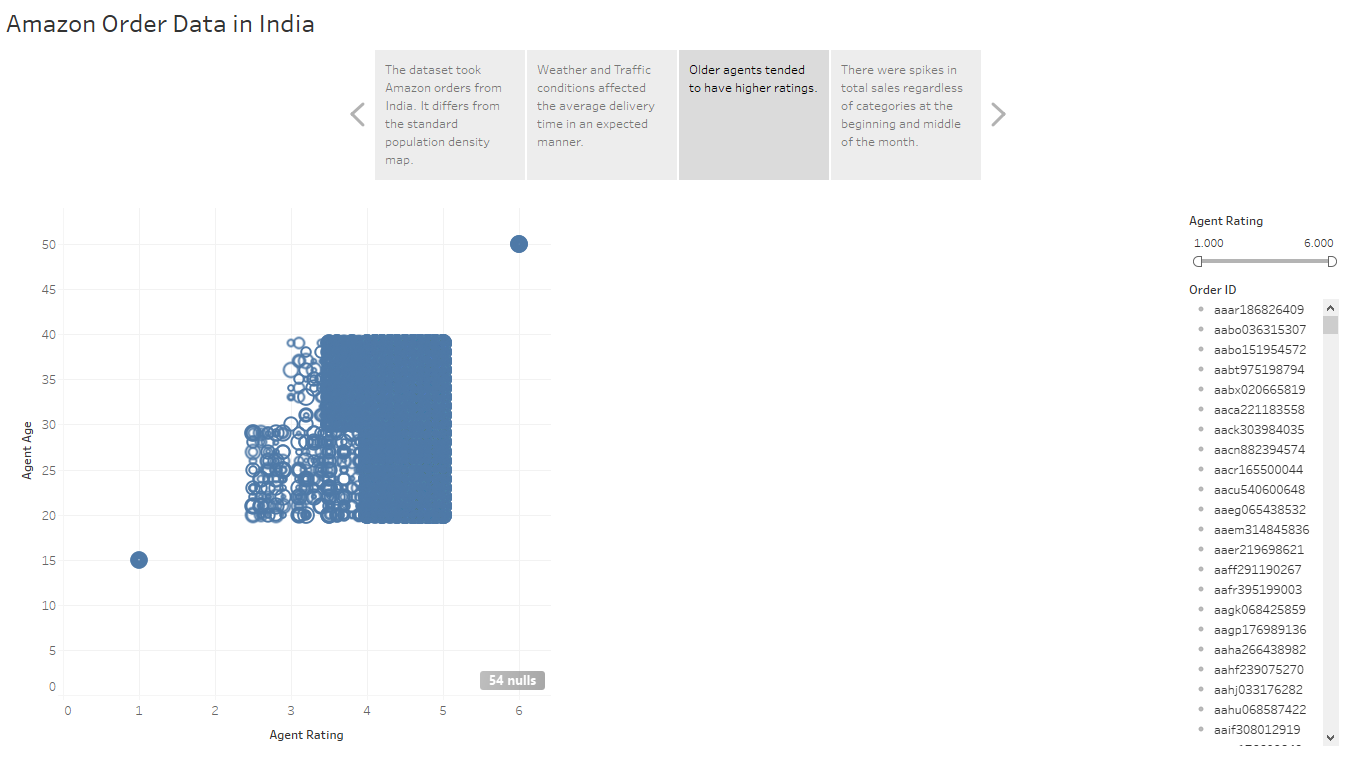 Amazon Order Data in India
The dataset took
Amazon orders from
India. It differs from
the standard
population density
map.
Weather and Traffic
conditions affected
the average delivery
time in an expected
manner.
Older agents tended
to have higher ratings.
There were spikes in
total sales regardless
of categories at the
beginning and middle
of the month.
50
45
40
35
30
25
20
15
10
5
0
Agent Age
54 nulls
0 1 2 3 4 5 6
Agent Rating
Agent Rating
1.000 6.000
Order ID
aaar186826409
aabo036315307
aabo151954572
aabt975198794
aabx020665819
aaca221183558
aack303984035
aacn882394574
aacr165500044
aacu540600648
aaeg065438532
aaem314845836
aaer219698621
aaff291190267
aafr395199003
aagk068425859
aagp176989136
aaha266438982
aahf239075270
aahj033176282
aahu068587422
aaif308012919